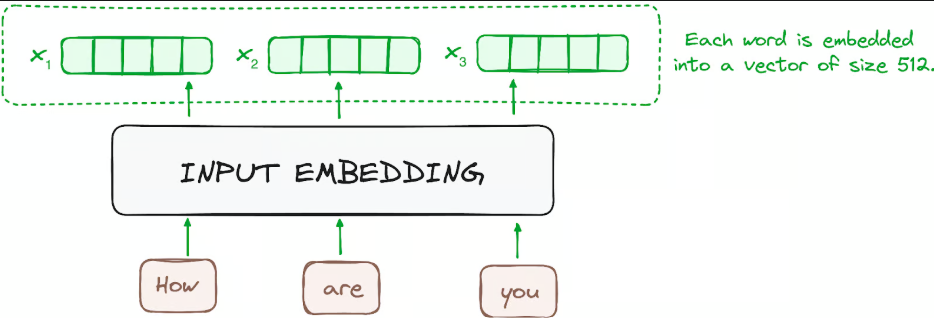 x1
x2
x3
Each word is embedded
into a vector of size 512.
INPUT EMBEDDING
How
are
you